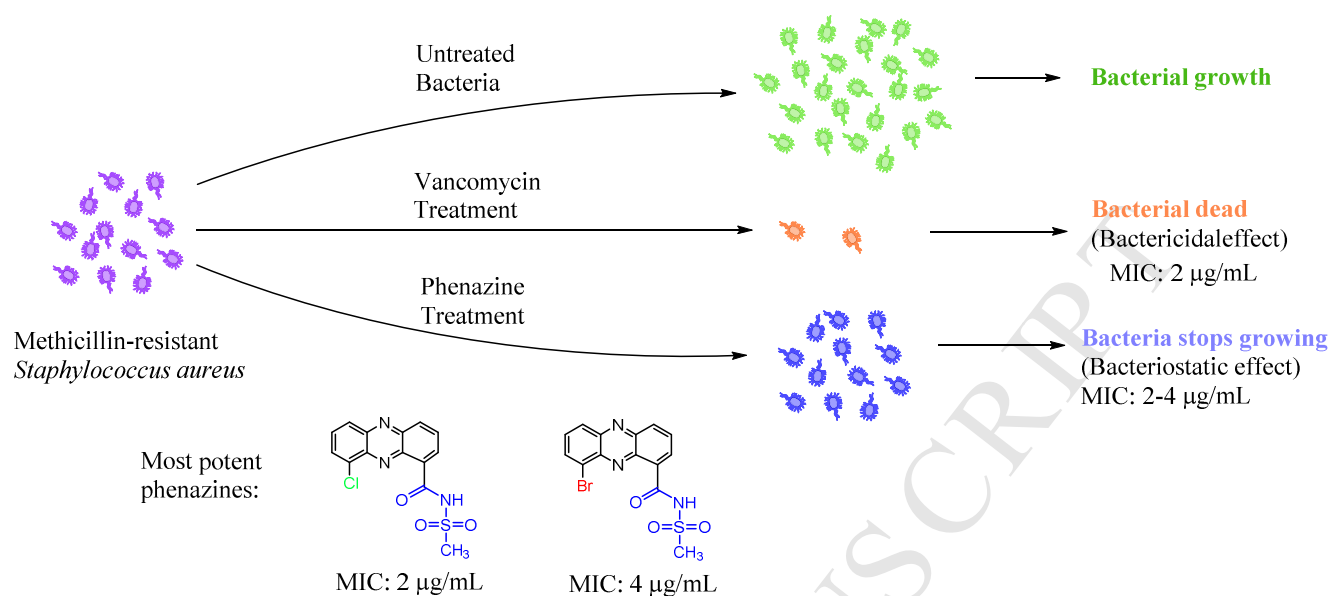 Untreated
Bacteria
Bacterial growth
Vancomycin
Treatment
Bacterial dead
(Bactericidaleffect)
MIC: 2 µg/mL
Phenazine
Treatment
Bacteria stops growing
(Bacteriostatic effect)
MIC: 2-4 µg/mL
Methicillin-resistant
Staphylococcus aureus
Most potent
phenazines:
N
N
Cl
O
NH
O
S
O
CH3
MIC: 2 µg/mL
N
N
Br
O
NH
O
S
O
CH3
MIC: 4 µg/mL
USCRIPT